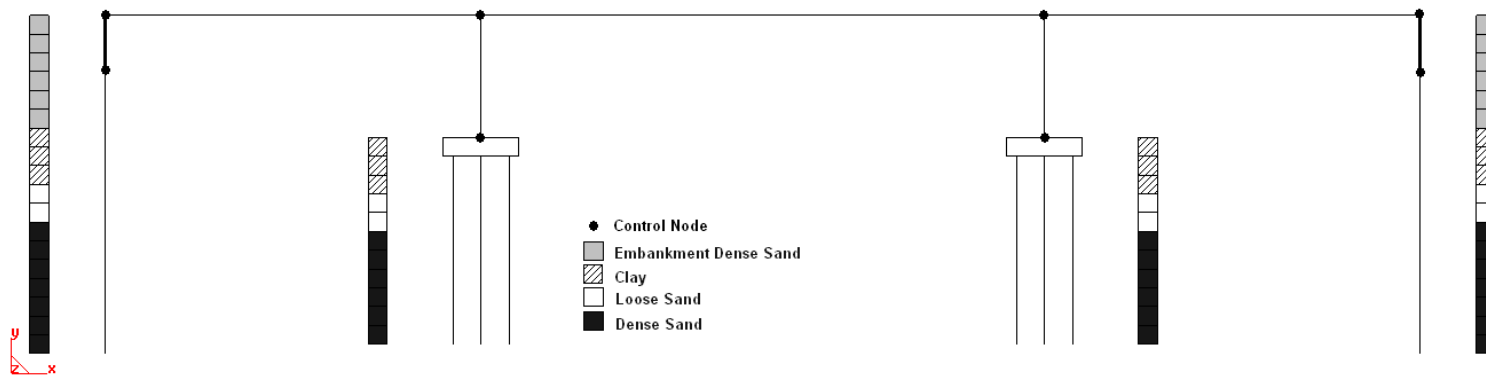 Control Node
Embankment Dense Sand
Clay
Loose Sand
Dense Sand
y
z x